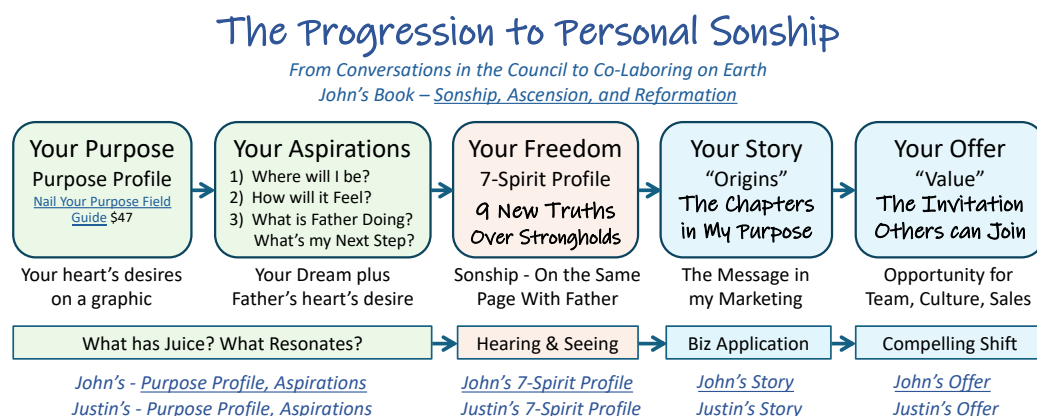 The Progression to Personal Sonship
From Conversations in the Council to Co-Laboring on Earth
John's Book – Sonship, Ascension, and Reformation
Your Purpose
Purpose Profile
Nail Your Purpose Field
Guide $47
Your Aspirations
1) Where will I be?
2) How will it Feel?
3) What is Father Doing?
What's my Next Step?
Your Freedom
7-Spirit Profile
9 New Truths
Over Strongholds
Your Story
"Origins"
The Chapters
in My Purpose
Your Offer
"Value"
The Invitation
Others can Join
Your heart's desires
on a graphic
Your Dream plus
Father's heart's desire
Sonship - On the Same
Page With Father
The Message in
my Marketing
Opportunity for
Team, Culture, Sales
What has Juice? What Resonates?
Hearing & Seeing
Biz Application
Compelling Shift
John's - Purpose Profile, Aspirations
Justin's - Purpose Profile, Aspirations
John's 7-Spirit Profile
Justin's 7-Spirit Profile
John's Story
Justin's Story
John's Offer
Justin's Offer